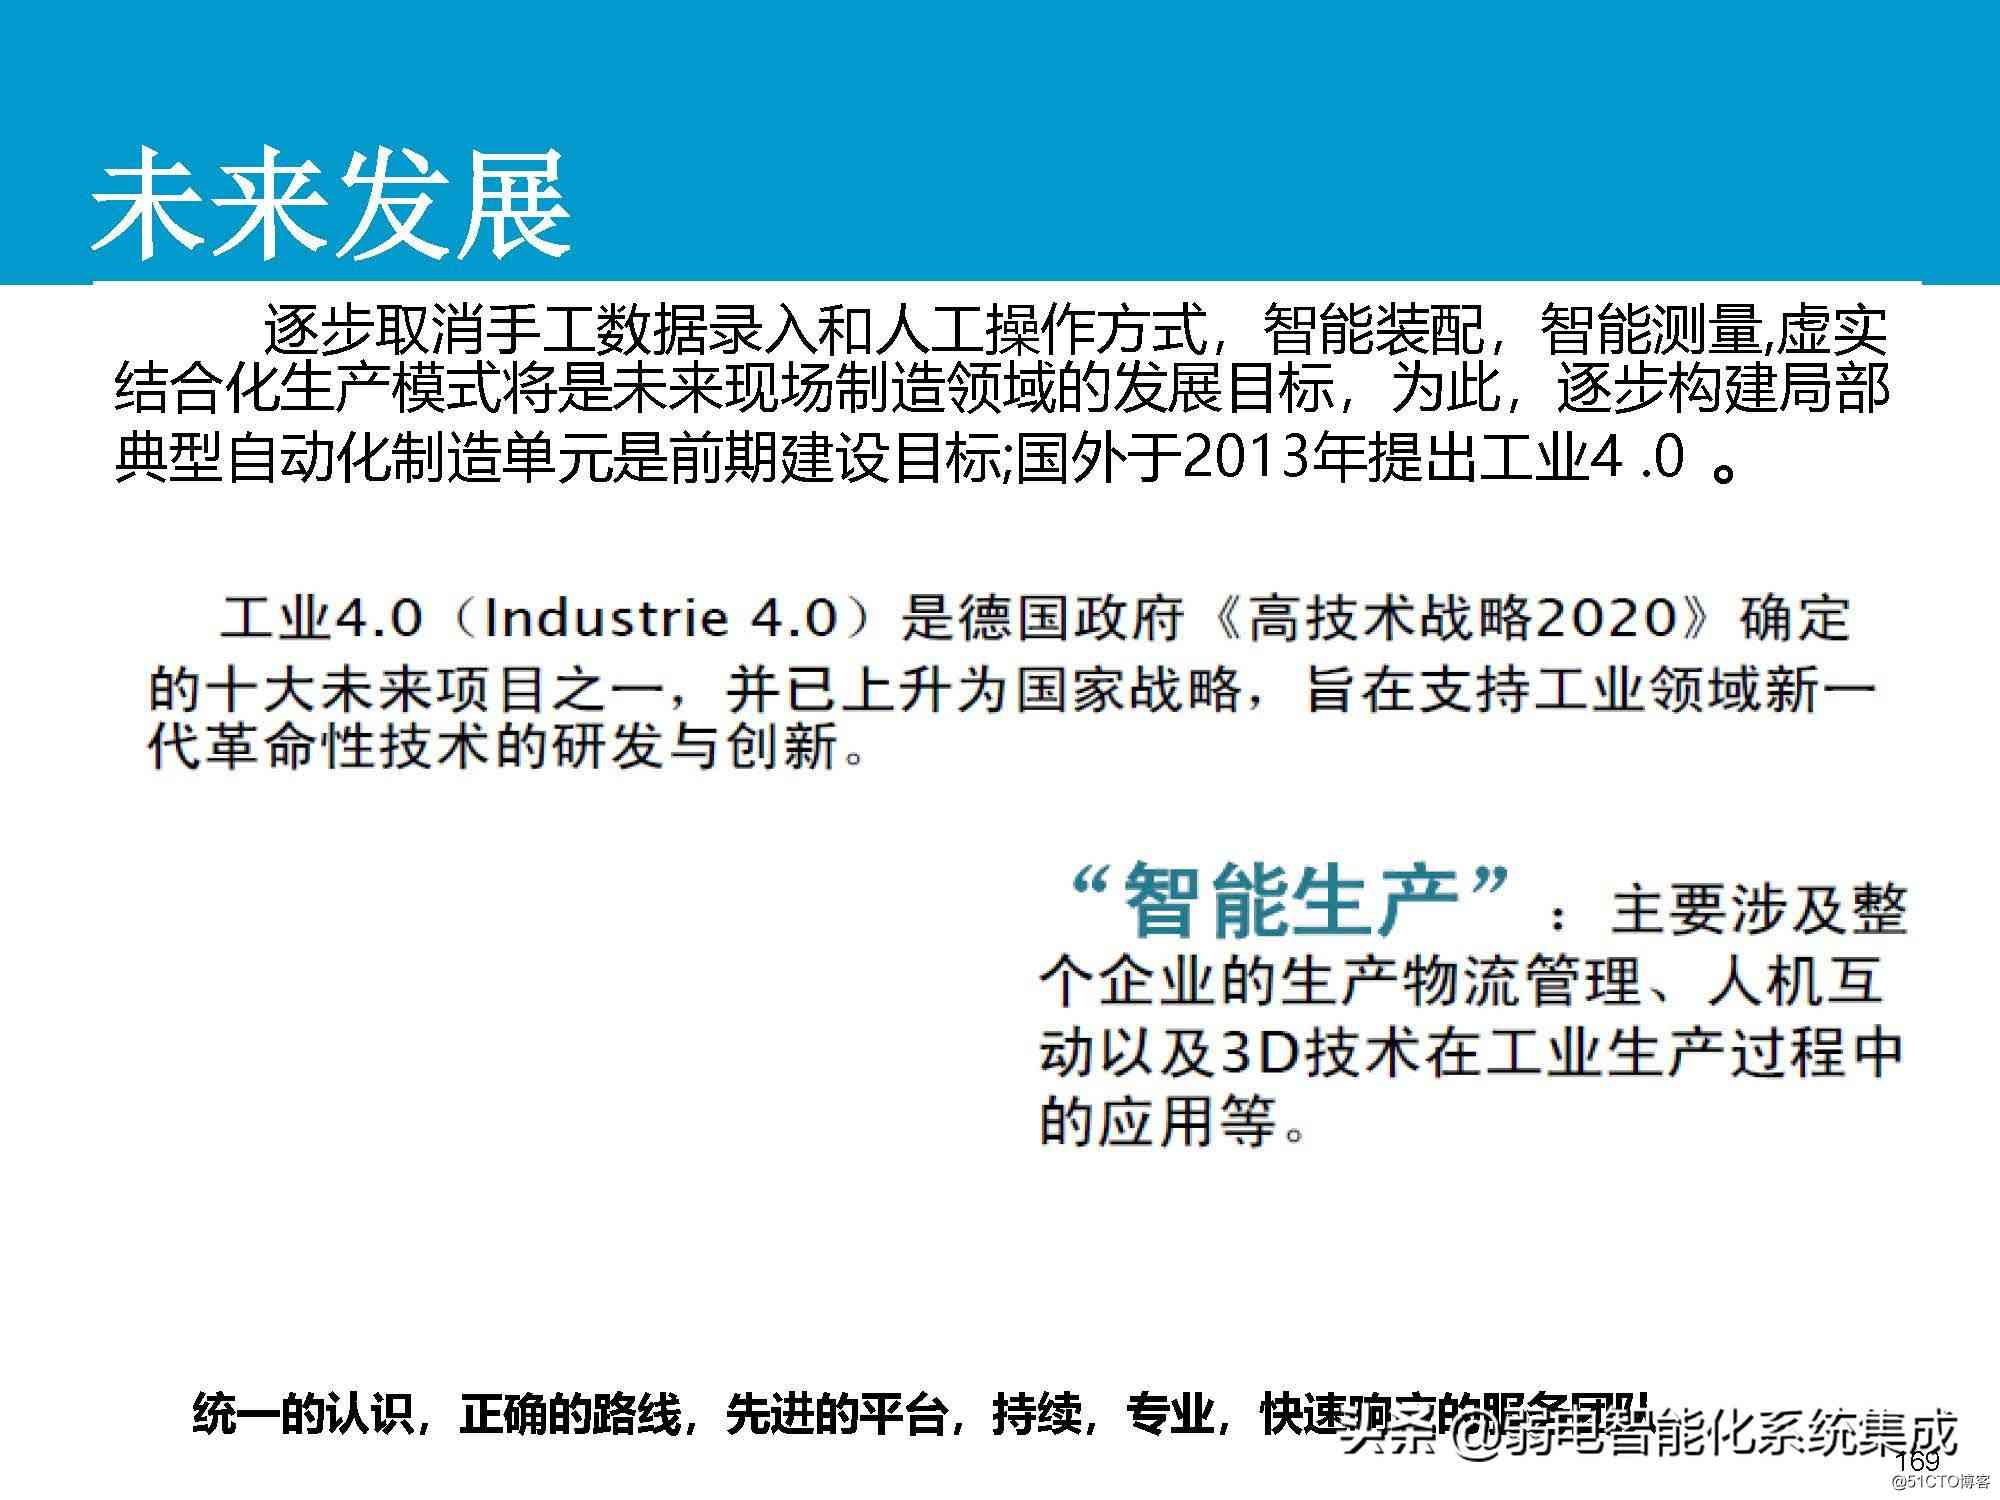 未来发展
逐步取消手工数据录入和人工操作方式，智能装配，智能测量,虚实
结合化生产模式将是未来现场制造领域的发展目标，为此，逐步构建局部
典型自动化制造单元是前期建设目标;国外于2013年提出工业4 .0 。
工业4.0（Industrie 4.0）是德国政府《高技术战略2020》确定
的十大未来项目之一，并已上升为国家战略，旨在支持工业领域新一
代革命性技术的研发与创新。
“智能生产”：主要涉及整
个企业的生产物流管理、人机互
动以及3D技术在工业生产过程中
的应用等。
统一的认识，正确的路线，先进的平台，持续，专业，快速响应的服务团队
头条 @弱电智能化系统集成
169
@51CTO博客